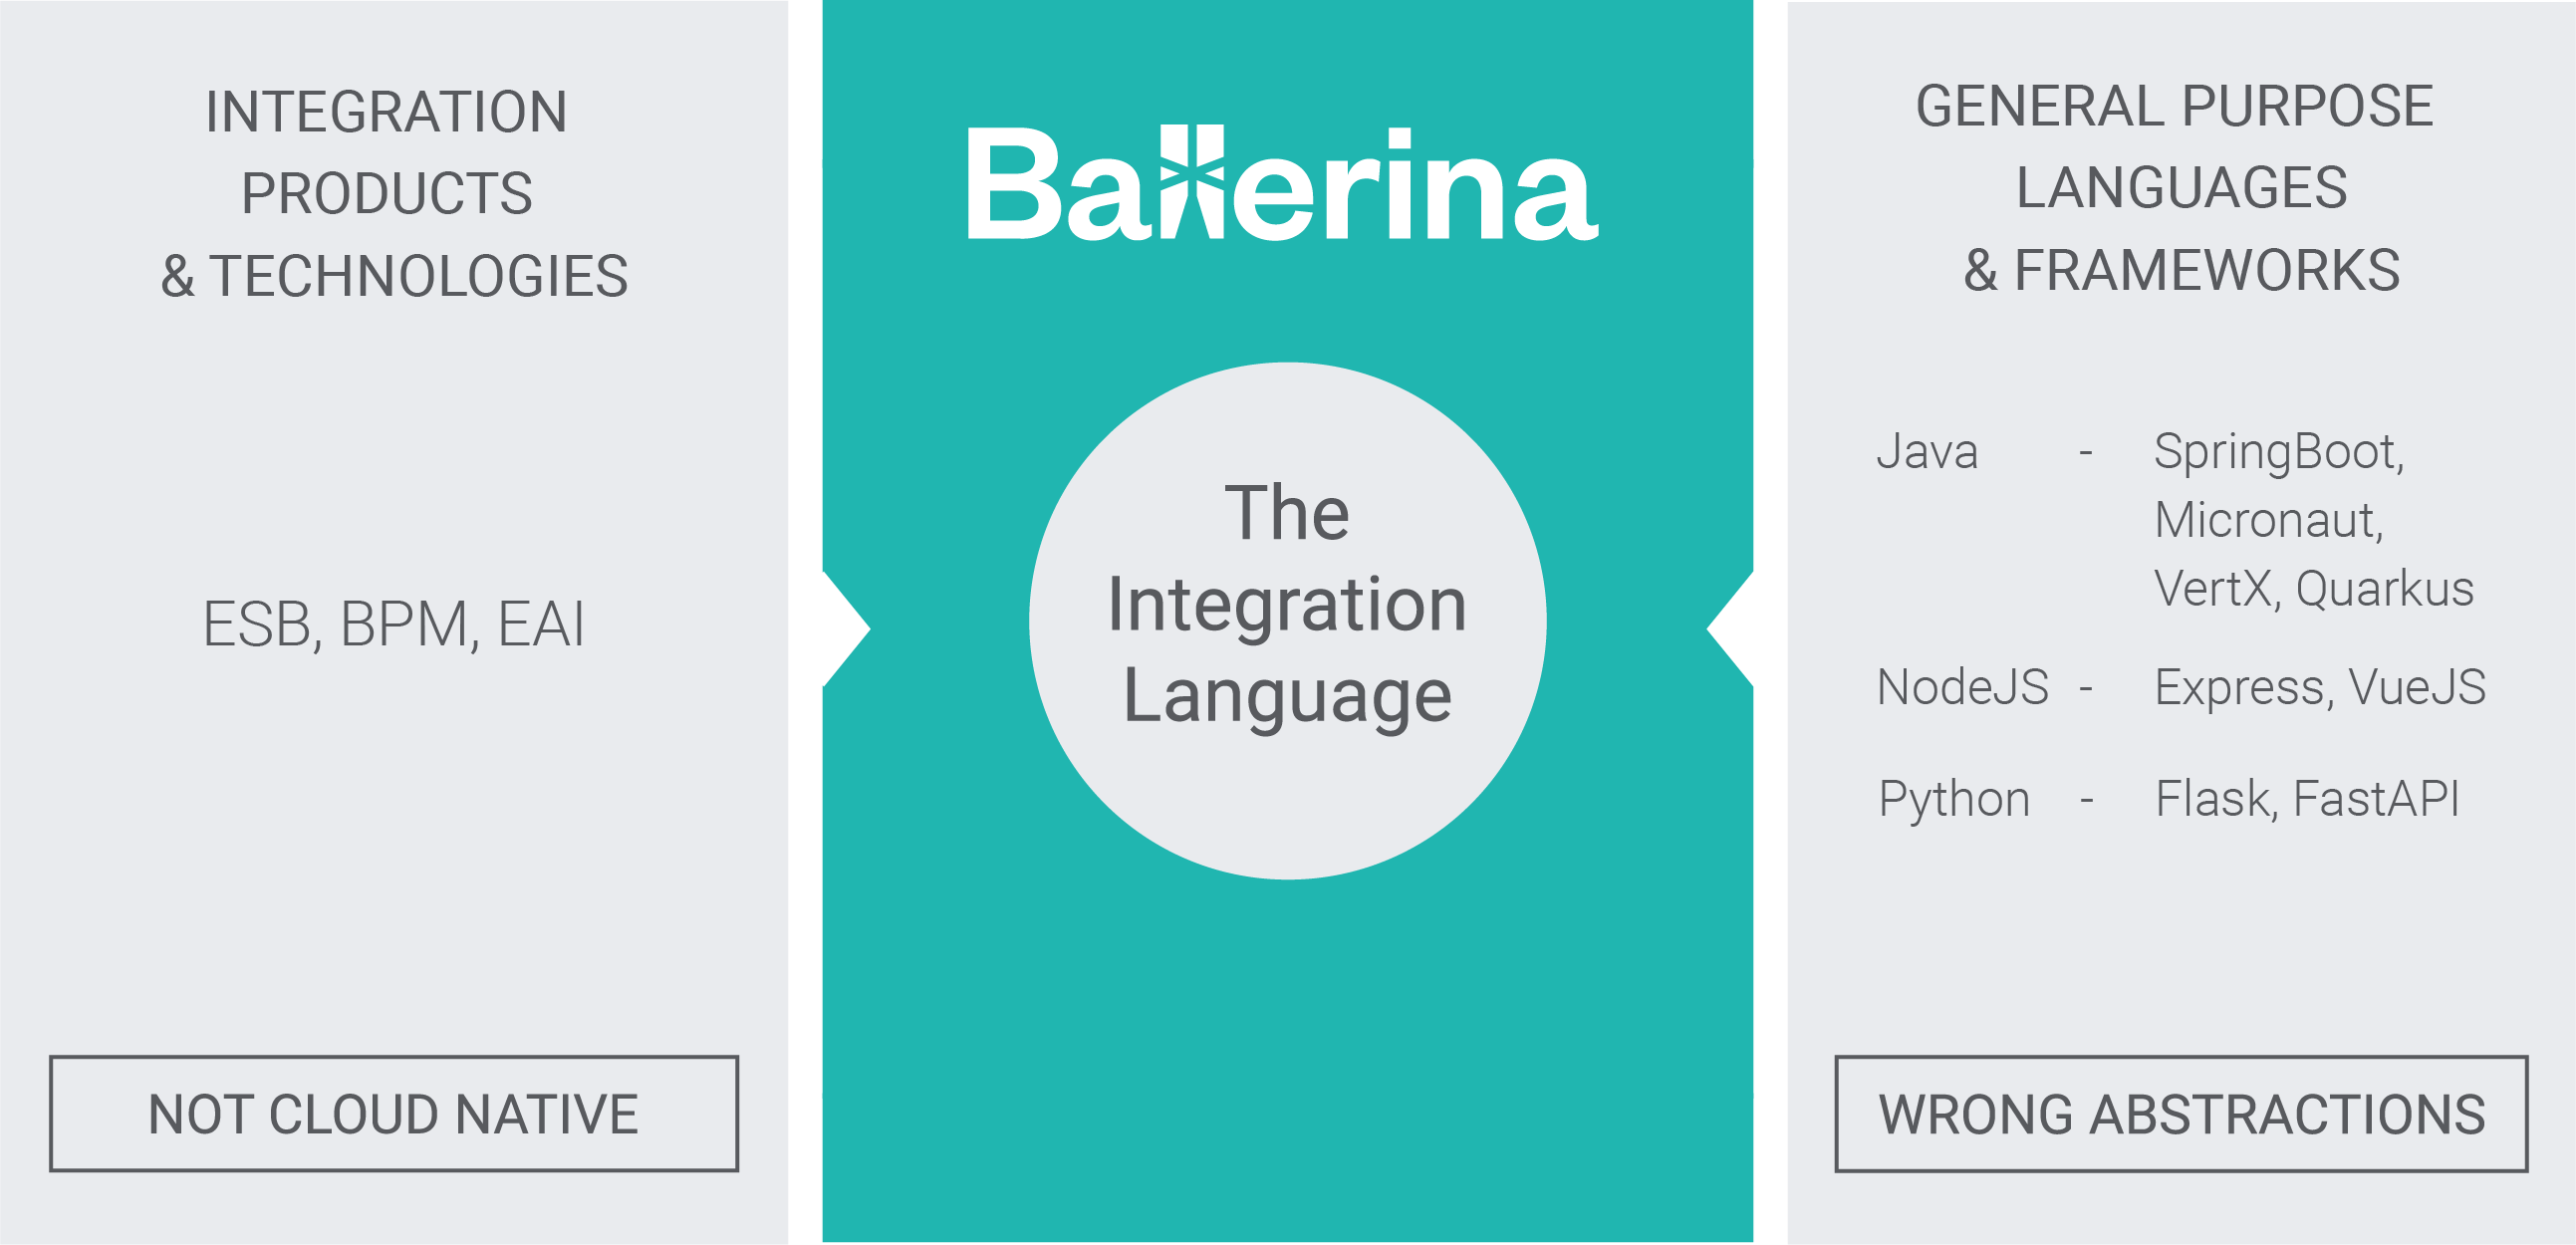 INTEGRATION
PRODUCTS
& TECHNOLOGIES
ESB, BPM, EAI
NOT CLOUD NATIVE
Ballerina
The
Integration
Language
GENERAL PURPOSE
LANGUAGES
& FRAMEWORKS
Java - SpringBoot,
Micronaut,
VertX, Quarkus
NodeJS - Express, VueJS
Python - Flask, FastAPI
WRONG ABSTRACTIONS